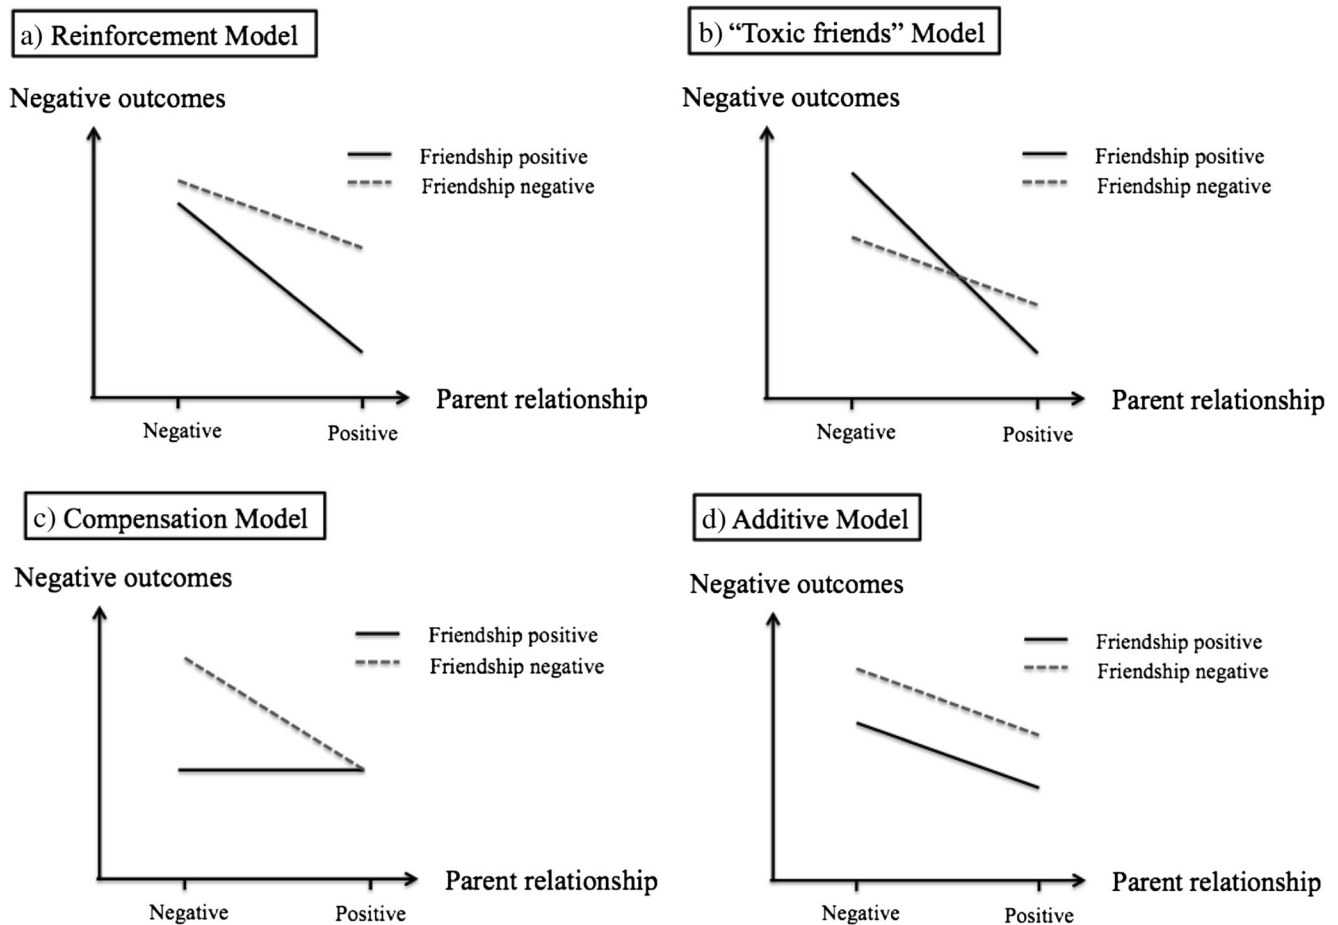 a) Reinforcement Model
Negative outcomes
Friendship positive
Friendship negative
Parent relationship
Negative
Positive
b) “Toxic friends” Model
Negative outcomes
Friendship positive
Friendship negative
Parent relationship
Negative
Positive
c) Compensation Model
Negative outcomes
Friendship positive
Friendship negative
Parent relationship
Negative
Positive
d) Additive Model
Negative outcomes
Friendship positive
Friendship negative
Parent relationship
Negative
Positive